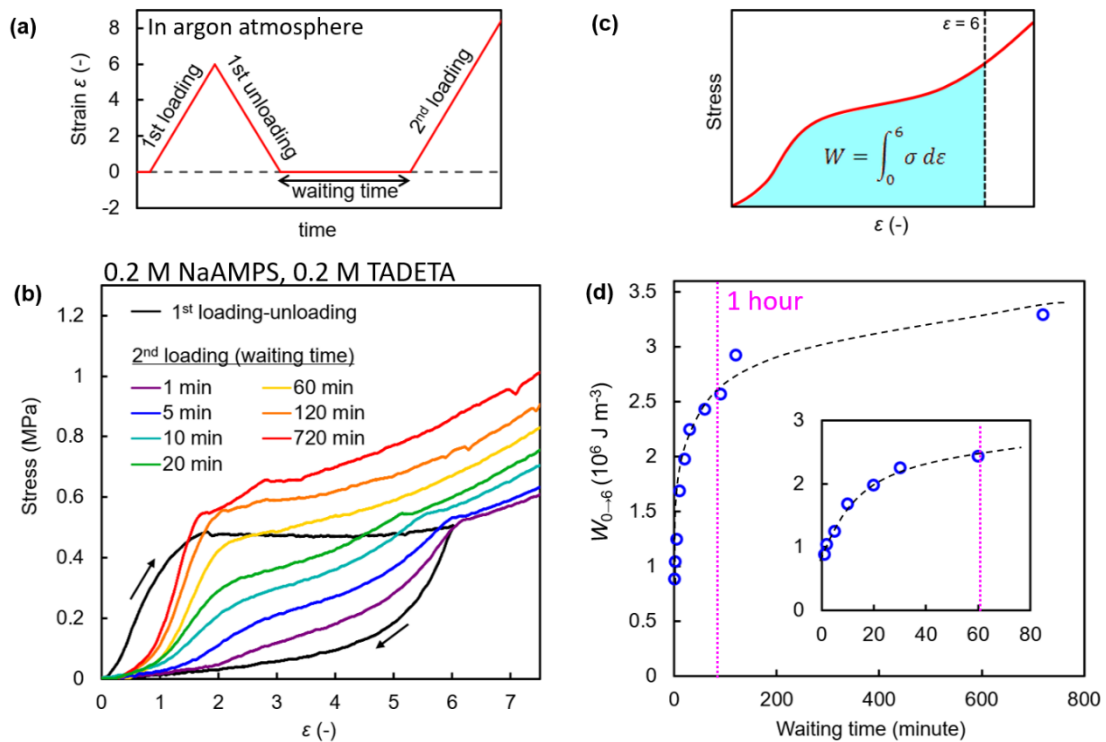 (a)
In argon atmosphere
Strain ε (-)
8
6
4
2
0
-2
1st loading
1st unloading
2nd loading
waiting time
time
(c)
ε = 6
Stress
W = ∫₀⁶ σ dε
ε (-)
0.2 M NaAMPS, 0.2 M TADETA
(b)
1st loading-unloading
2nd loading (waiting time)
1 min
60 min
5 min
120 min
10 min
720 min
20 min
Stress (MPa)
1.2
1
0.8
0.6
0.4
0.2
0
0 1 2 3 4 5 6 7
ε (-)
(d)
1 hour
W0→6 (10⁶ J m⁻³)
3.5
3
2.5
2
1.5
1
0.5
0
0 200 400 600 800
Waiting time (minute)
3
2
1
0
0 20 40 60 80